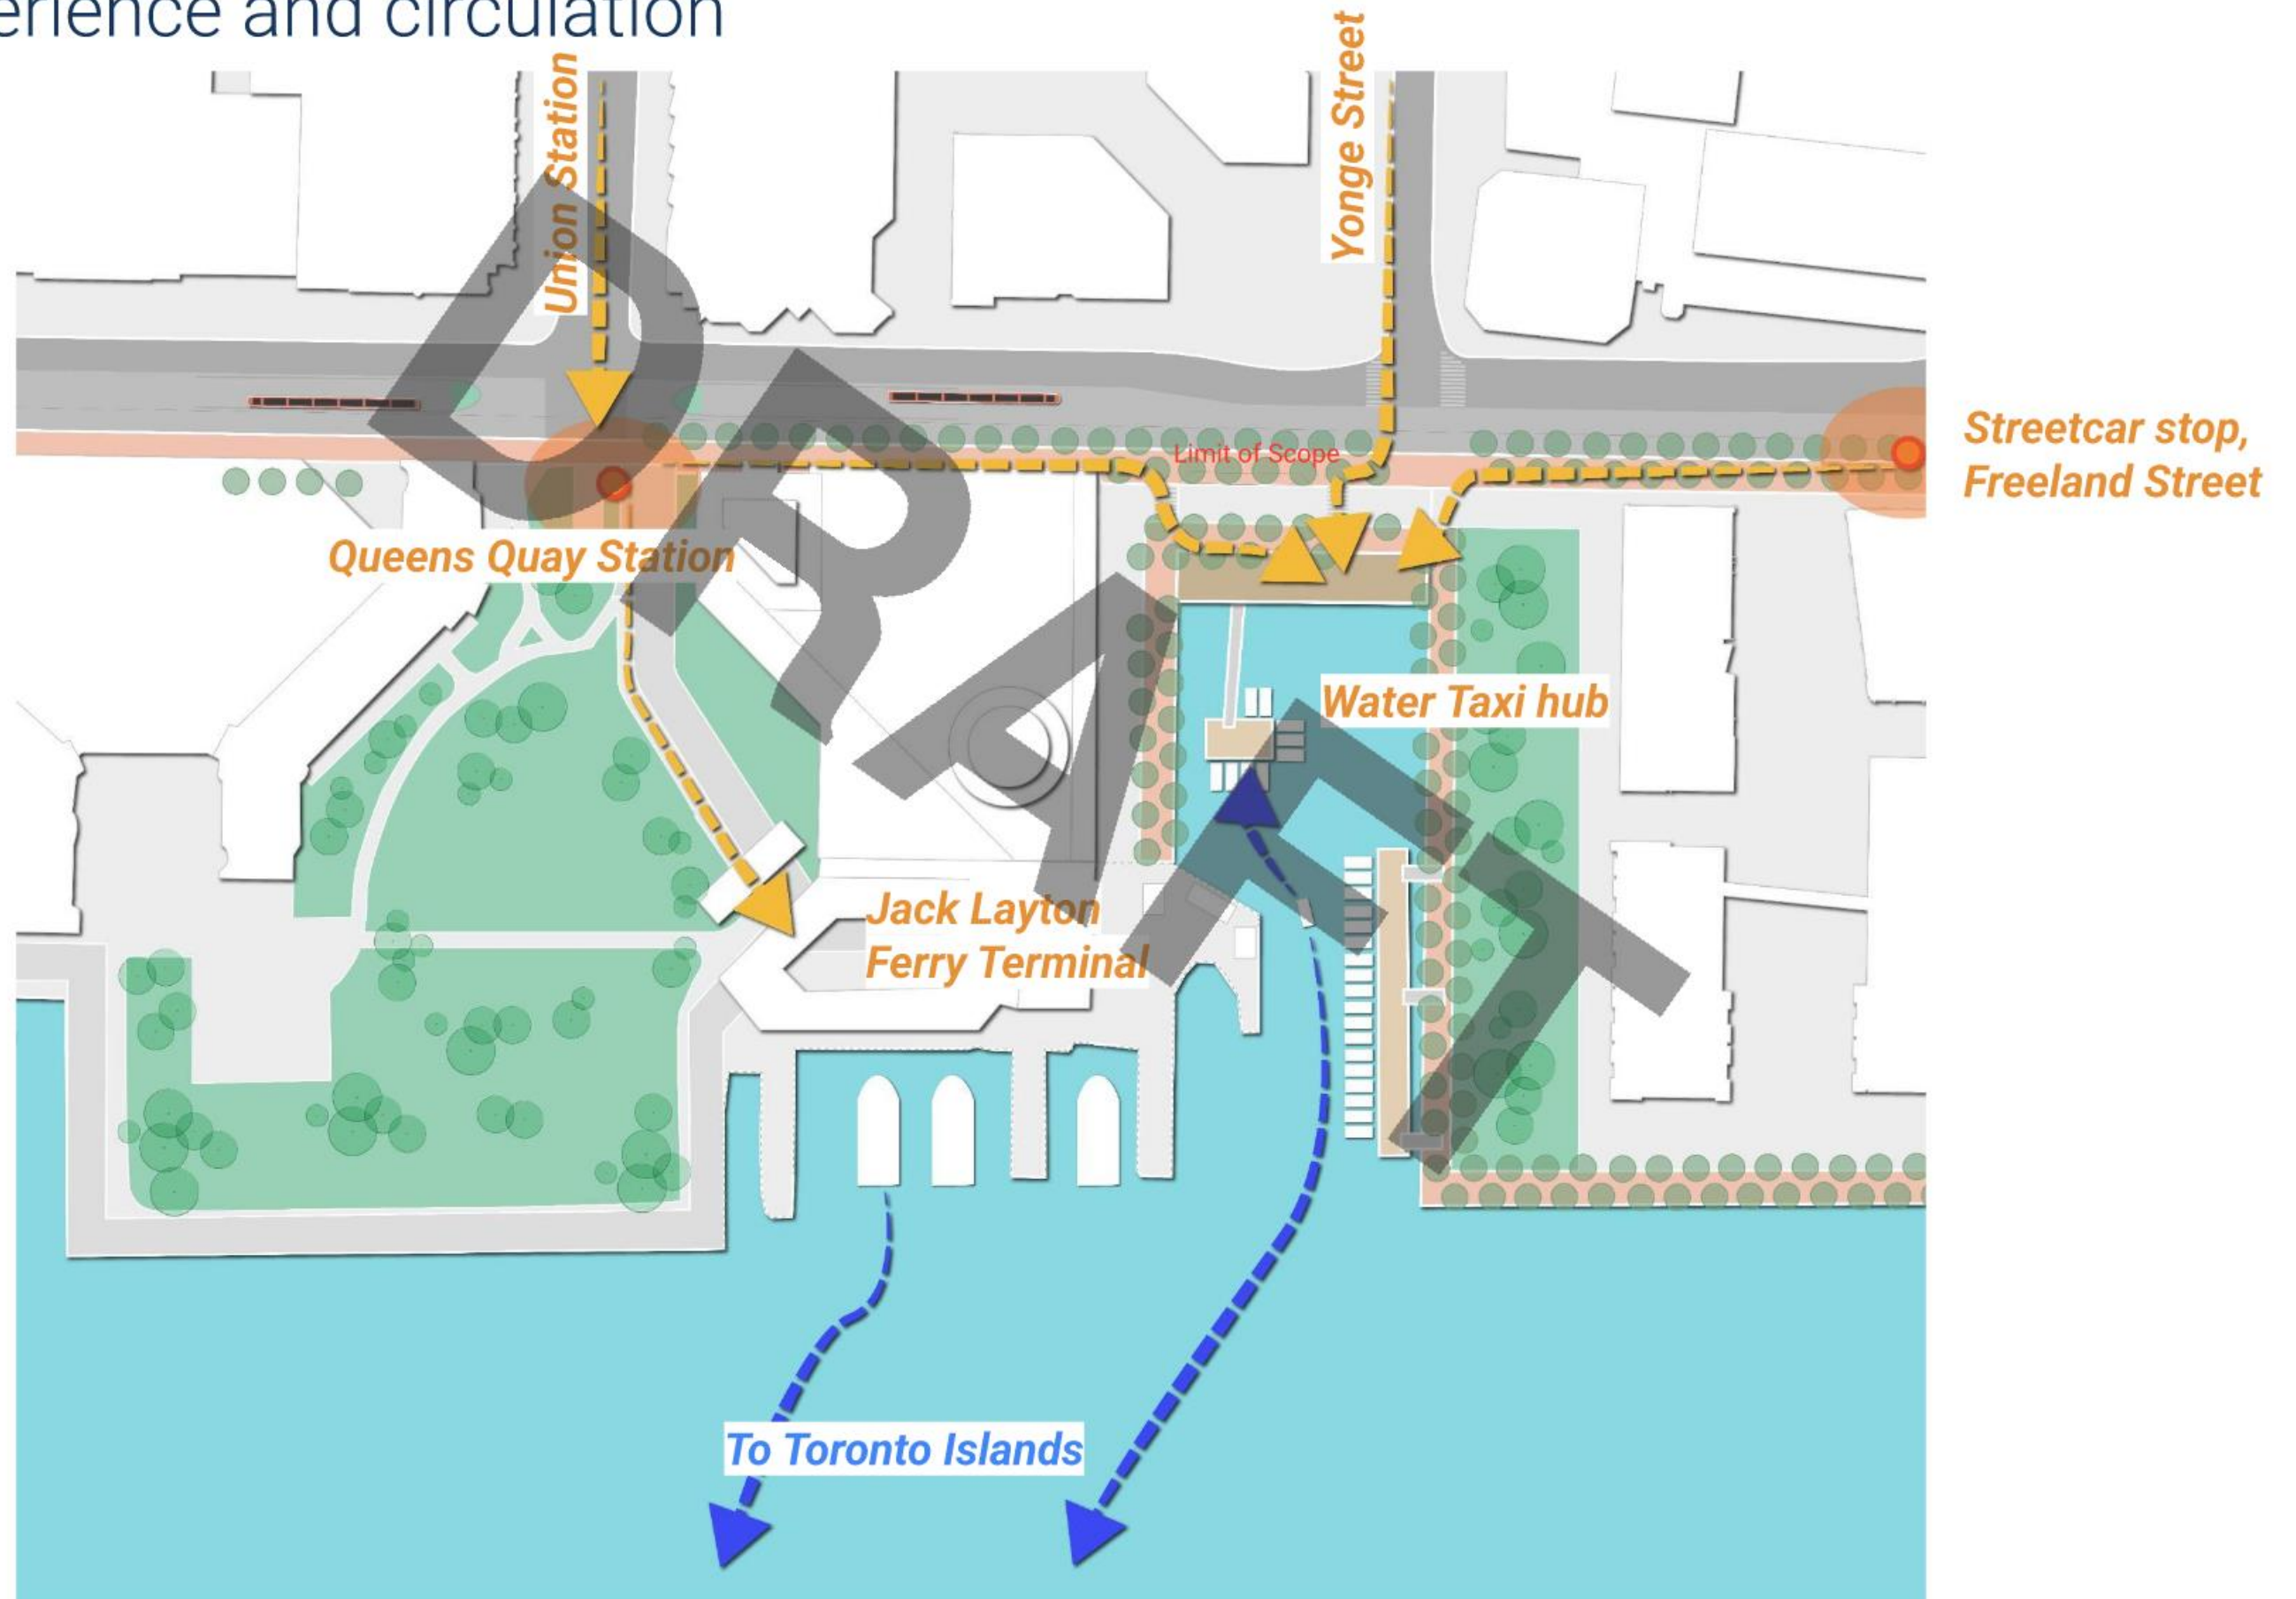 erience and circulation
Union Station
Yonge Street
Streetcar stop,
Freeland Street
Limit of Scope
Queens Quay Station
Water Taxi hub
Jack Layton
Ferry Terminal
To Toronto Islands
DRAFT